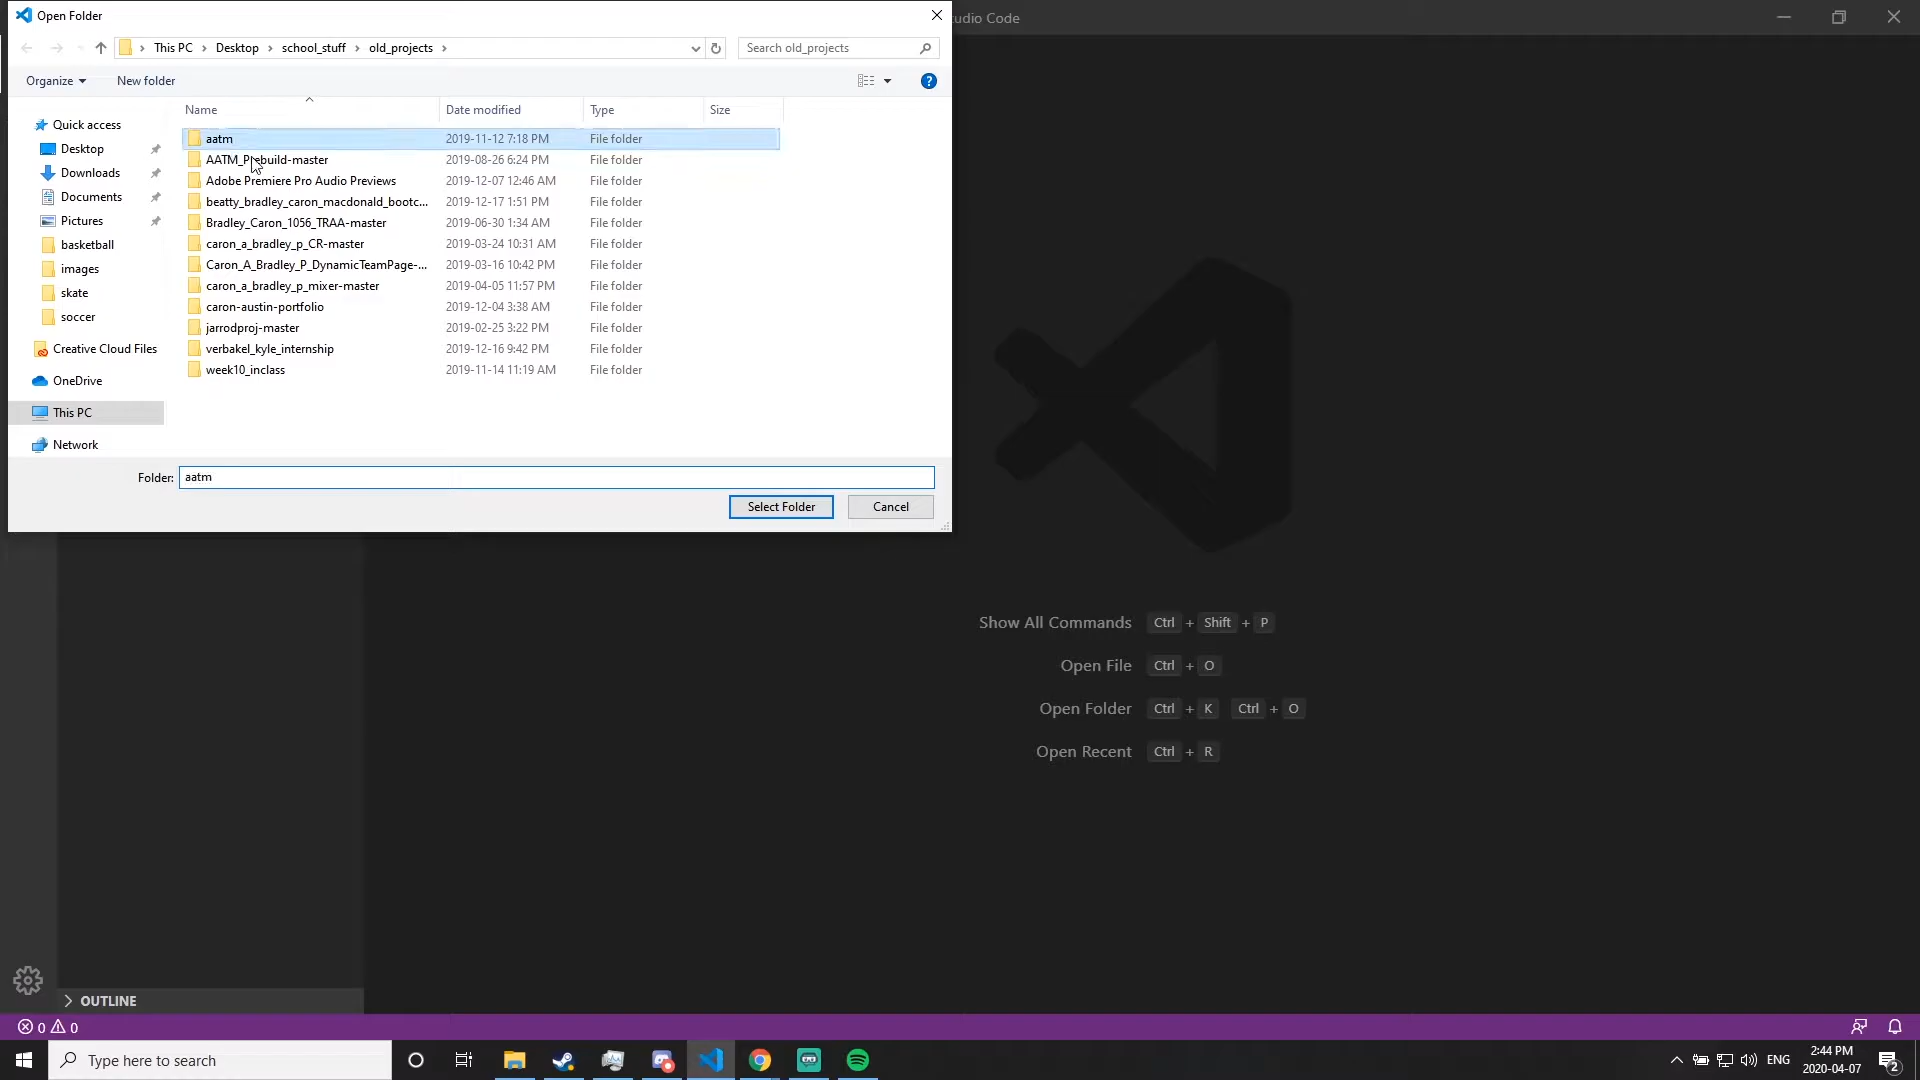 Open Folder
tudio Code
This PC > Desktop > school_stuff > old_projects >
Search old_projects
Organize
New folder
Name
Date modified
Type
Size
Quick access
Desktop
Downloads
Documents
Pictures
basketball
images
skate
soccer
Creative Cloud Files
OneDrive
This PC
Network
aatm 2019-11-12 7:18 PM File folder
AATM_Prebuild-master 2019-08-26 6:24 PM File folder
Adobe Premiere Pro Audio Previews 2019-12-07 12:46 AM File folder
beatty_bradley_caron_macdonald_bootc... 2019-12-17 1:51 PM File folder
Bradley_Caron_1056_TRAA-master 2019-06-30 1:34 AM File folder
caron_a_bradley_p_CR-master 2019-03-24 10:31 AM File folder
Caron_A_Bradley_P_DynamicTeamPage-... 2019-03-16 10:42 PM File folder
caron_a_bradley_p_mixer-master 2019-04-05 11:57 PM File folder
caron-austin-portfolio 2019-12-04 3:38 AM File folder
jarrodproj-master 2019-02-25 3:22 PM File folder
verbakel_kyle_internship 2019-12-16 9:42 PM File folder
week10_inclass 2019-11-14 11:19 AM File folder
Folder: aatm
Select Folder
Cancel
Show All Commands Ctrl + Shift + P
Open File Ctrl + O
Open Folder Ctrl + K Ctrl + O
Open Recent Ctrl + R
OUTLINE
0 0
Type here to search
ENG
2:44 PM
2020-04-07
2